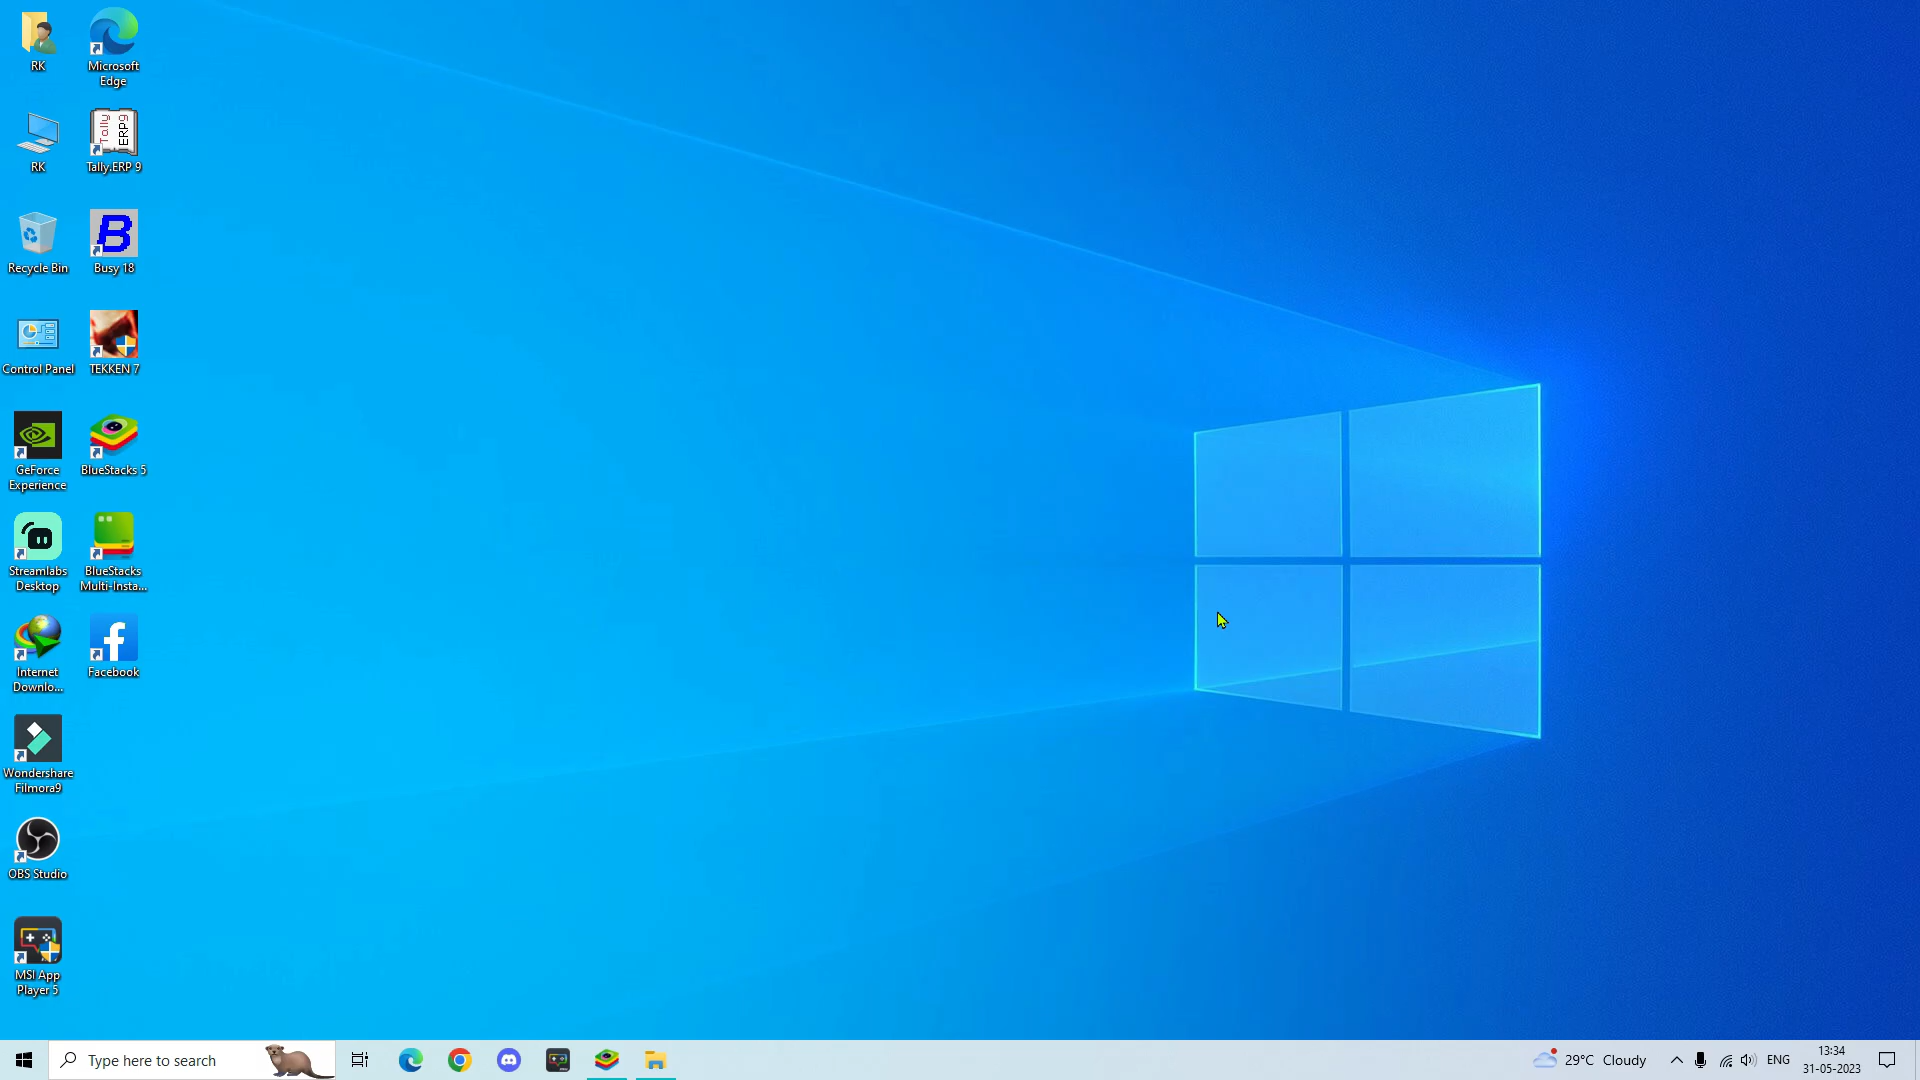 RK
Microsoft
Edge
RK
Tally
ERP9
Tally.ERP 9
Recycle Bin
B
Busy 18
Control Panel
TEKKEN 7
GeForce
Experience
BlueStacks 5
Streamlabs
Desktop
BlueStacks
Multi-Insta...
Internet
Downlo...
Facebook
Wondershare
Filmora9
OBS Studio
MSI App
Player 5
Type here to search
29°C Cloudy
ENG
13:34
31-05-2023